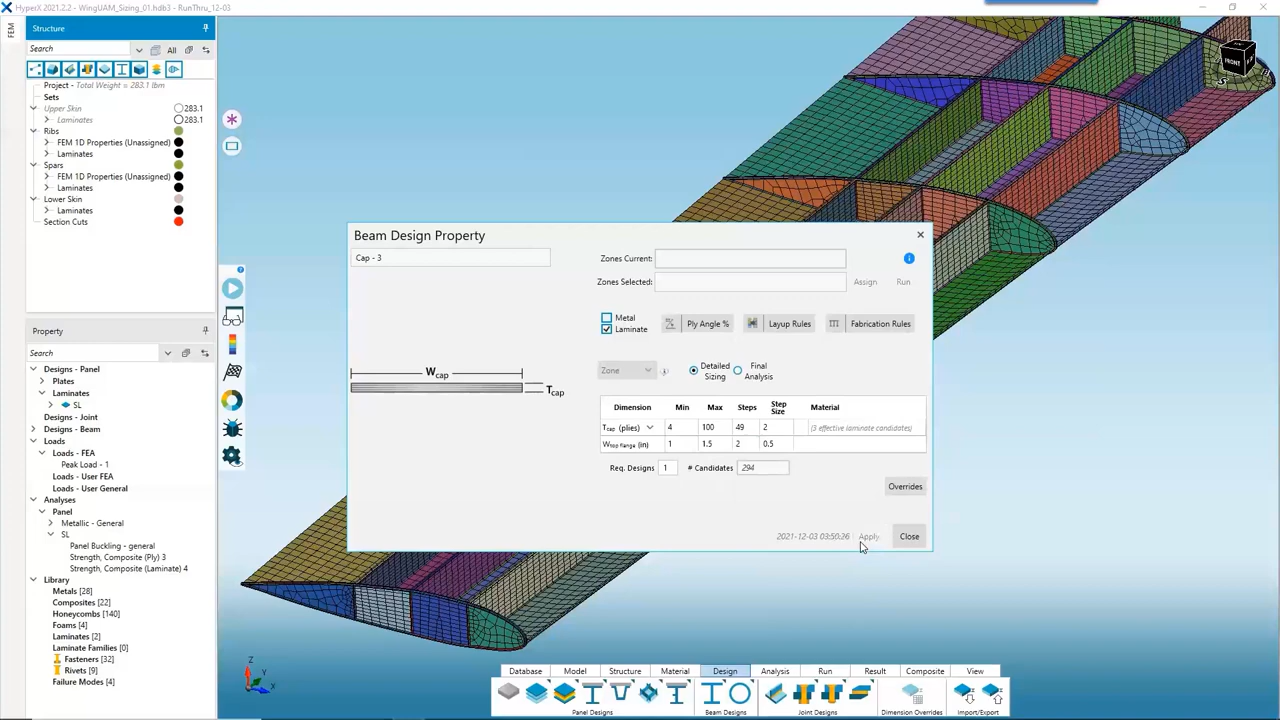 HyperX 2021.2.2 - WingUAM_Sizing_01.hdb3 - RunThru_12-03
FEM
Structure
Search
All
Project - Total Weight = 283.1 lbm
Sets
Upper Skin 283.1
Laminates 283.1
Ribs
FEM 1D Properties (Unassigned)
Laminates
Spars
FEM 1D Properties (Unassigned)
Laminates
Lower Skin
Laminates
Section Cuts
Property
Search
Designs - Panel
Plates
Laminates
SL
Designs - Joint
Designs - Beam
Loads
Loads - FEA
Peak Load - 1
Loads - User FEA
Loads - User General
Analyses
Panel
Metallic - General
SL
Panel Buckling - general
Strength, Composite (Ply) 3
Strength, Composite (Laminate) 4
Library
Metals [28]
Composites [22]
Honeycombs [140]
Foams [4]
Laminates [2]
Laminate Families [0]
Fasteners [32]
Rivets [9]
Failure Modes [4]
FRONT
Beam Design Property
Cap - 3
Zones Current:
Zones Selected:
Assign
Run
Metal
Laminate
Ply Angle %
Layup Rules
Fabrication Rules
Wcap
Tcap
Zone
Detailed Sizing
Final Analysis
Dimension Min Max Steps Step Size Material
Tcap (plies) 4 100 49 2 (3 effective laminate candidates)
Wtop flange (in) 1 1.5 2 0.5
Req. Designs 1 # Candidates 294
Overrides
2021-12-03 03:50:26
Apply
Close
Z
Y
X
Database Model Structure Material Design Analysis Run Result Composite View
Panel Designs
Beam Designs
Joint Designs
Dimension Overrides
Import/Export